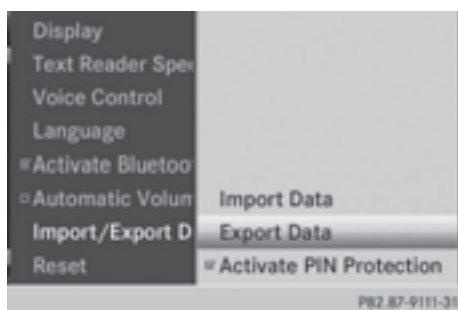 Display
Text Reader Spee
Voice Control
Language
Activate Bluetoo
Automatic Volum
Import/Export D
Reset
Import Data
Export Data
Activate PIN Protection
P82.87-9111-31